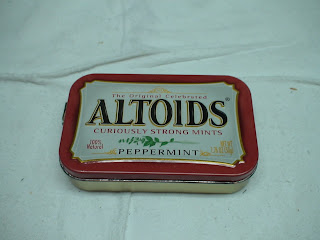 The Original Celebrated
ALTOIDS®
CURIOUSLY STRONG MINTS
100%
Natural
PEPPERMINT